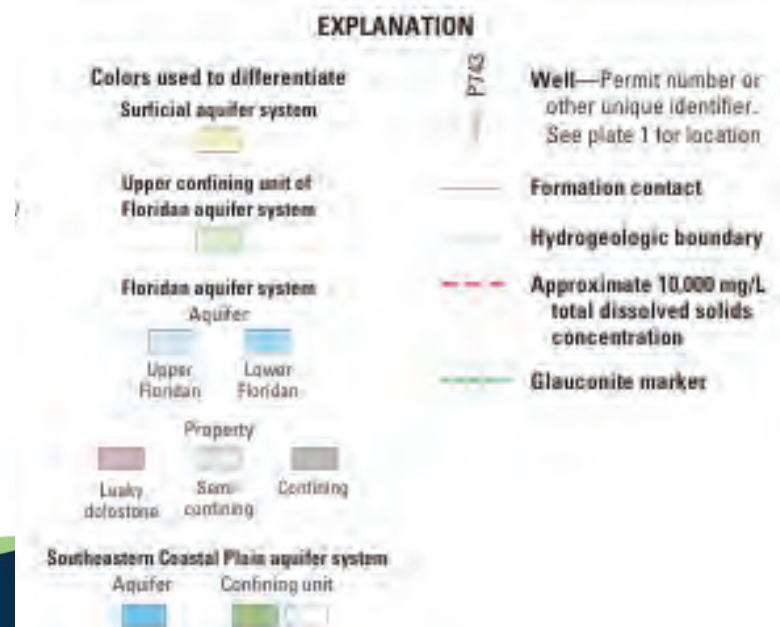 EXPLANATION
Colors used to differentiate
Surficial aquifer system
Upper confining unit of
Floridan aquifer system
Floridan aquifer system
Aquifer
Upper
Floridan
Lower
Floridan
Property
Leaky
dolostone
Semi-
confining
Confining
Southeastern Coastal Plain aquifer system
Aquifer
Confining unit
P743
Well—Permit number or
other unique identifier.
See plate 1 for location
Formation contact
Hydrogeologic boundary
Approximate 10,000 mg/L
total dissolved solids
concentration
Glauconite marker